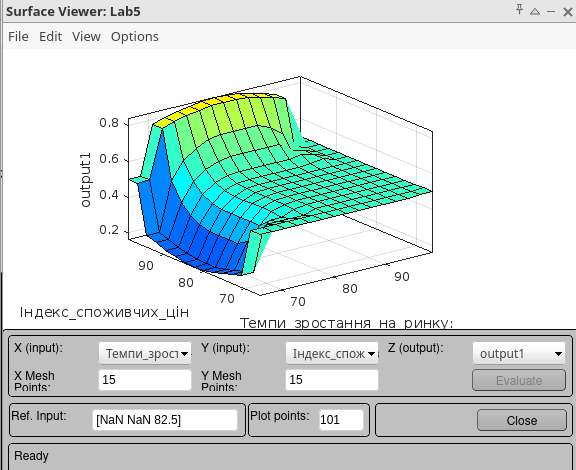 Surface Viewer: Lab5
File Edit View Options
0.8
0.6
0.4
0.2
output1
90
80
70
70
80
90
Індекс_споживчих_цін
Темпи_зростання_на_ринку:
X (input): Темпи_зрост Y (input): Індекс_спож Z (output): output1
X Mesh Points: 15 Y Mesh Points: 15 Evaluate
Ref. Input: [NaN NaN 82.5] Plot points: 101 Close
Ready